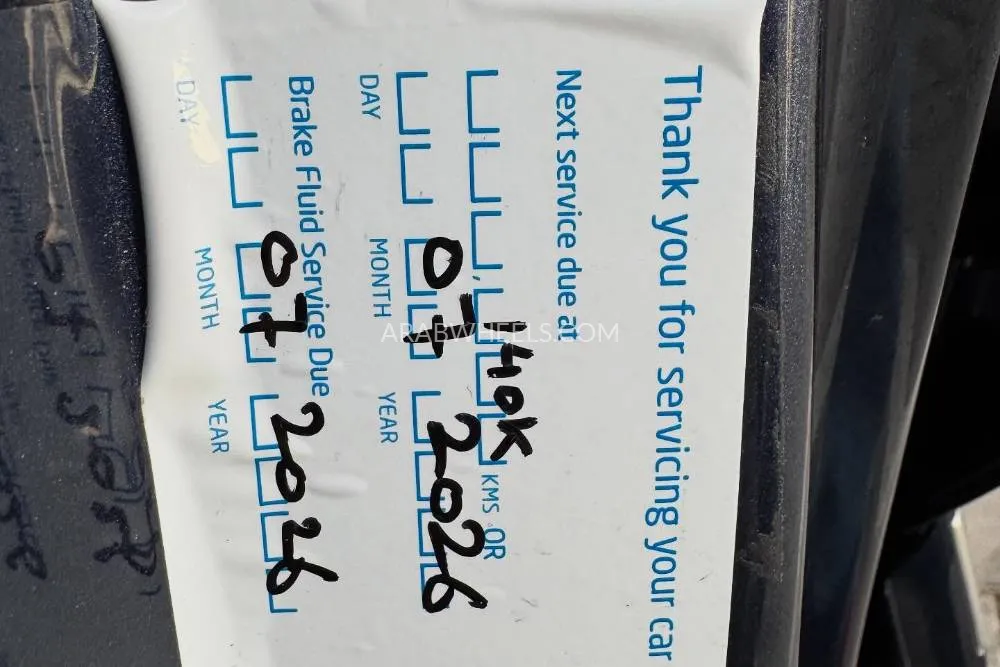 Thank you for servicing your car
Next service due at
140K KMS OR
07 2026
DAY MONTH YEAR
Brake Fluid Service Due
07 2026
DAY MONTH YEAR
ARABWHEELS.COM